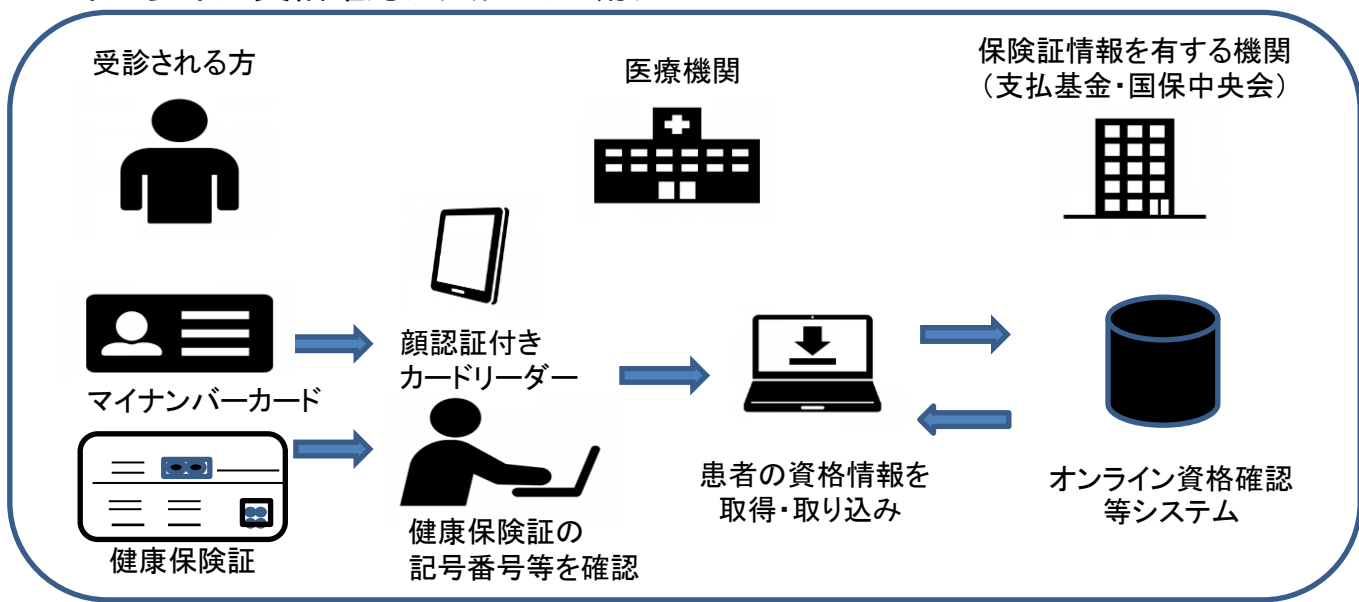 受診される方
医療機関
保険証情報を有する機関
（支払基金・国保中央会）
顔認証付き
カードリーダー
マイナンバーカード
患者の資格情報を
取得・取り込み
オンライン資格確認
等システム
健康保険証
健康保険証の
記号番号等を確認